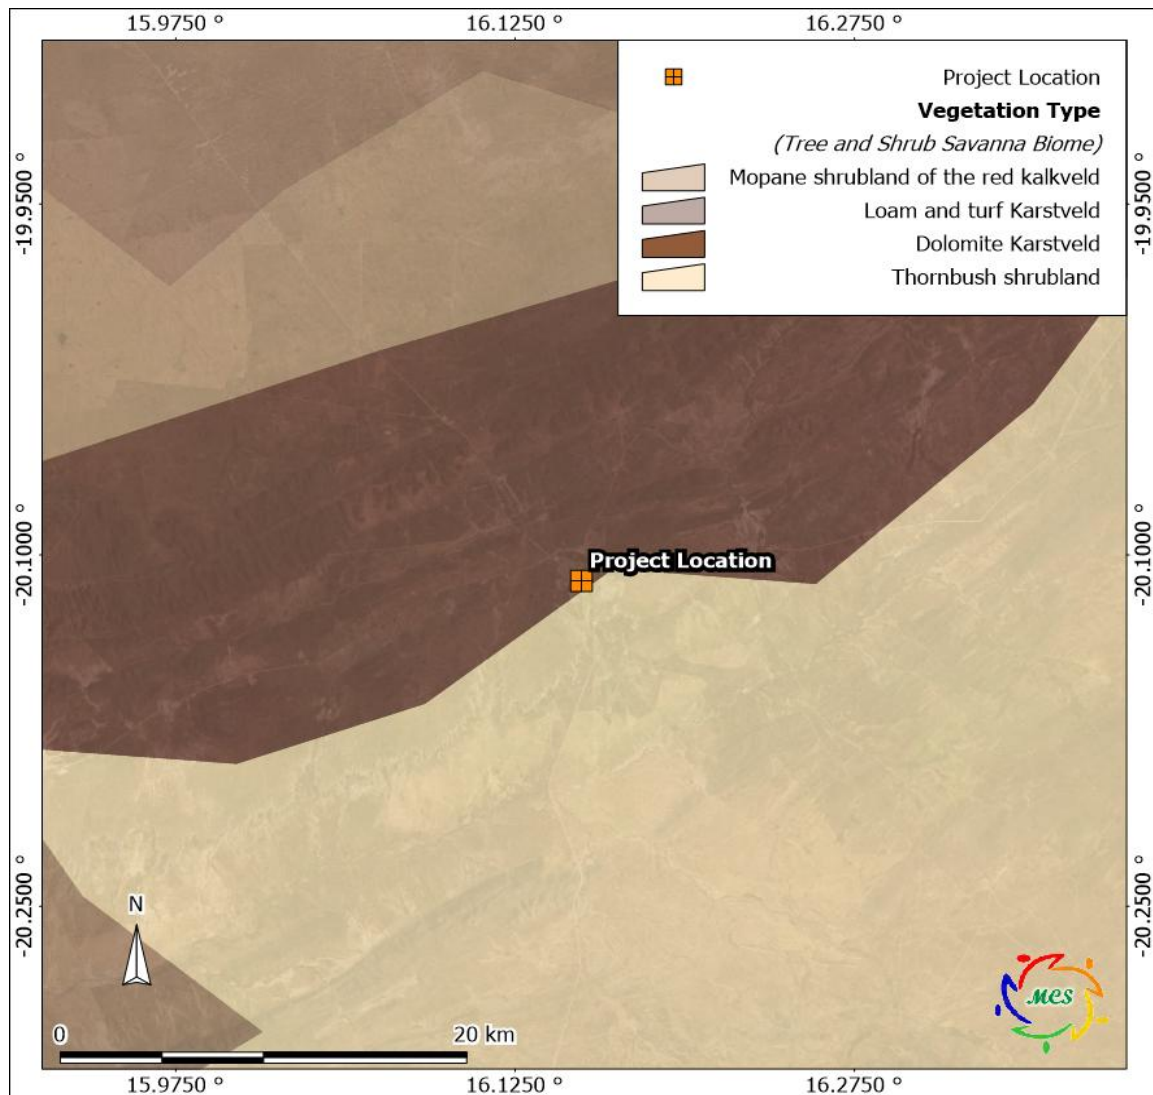 15.9750 °
16.1250 °
16.2750 °
Project Location
Vegetation Type
(Tree and Shrub Savanna Biome)
Mopane shrubland of the red kalkveld
Loam and turf Karstveld
Dolomite Karstveld
Thornbush shrubland
-19.9500 °
-19.9500 °
Project Location
-20.1000 °
-20.1000 °
-20.2500 °
-20.2500 °
N
MCS
0
20 km
15.9750 °
16.1250 °
16.2750 °